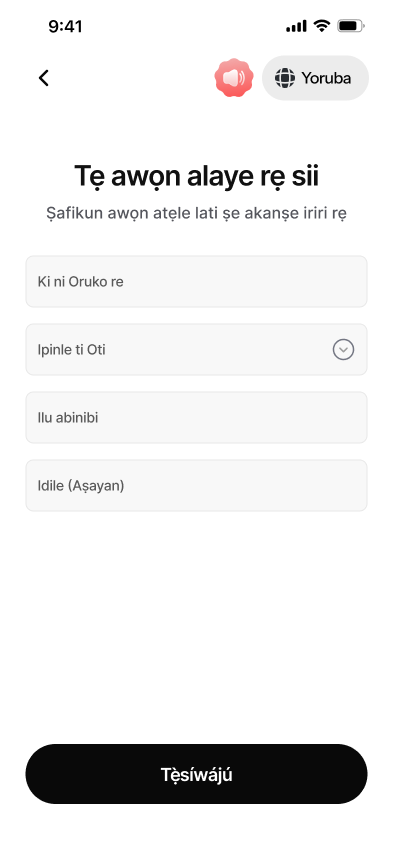 9:41
Yoruba
Tẹ awọn alaye rẹ sii
Ṣafikun awọn atẹle lati ṣe akanṣe iriri rẹ
Ki ni Oruko re
Ipinle ti Oti
Ilu abinibi
Idile (Aṣayan)
Tẹ̀síwájú